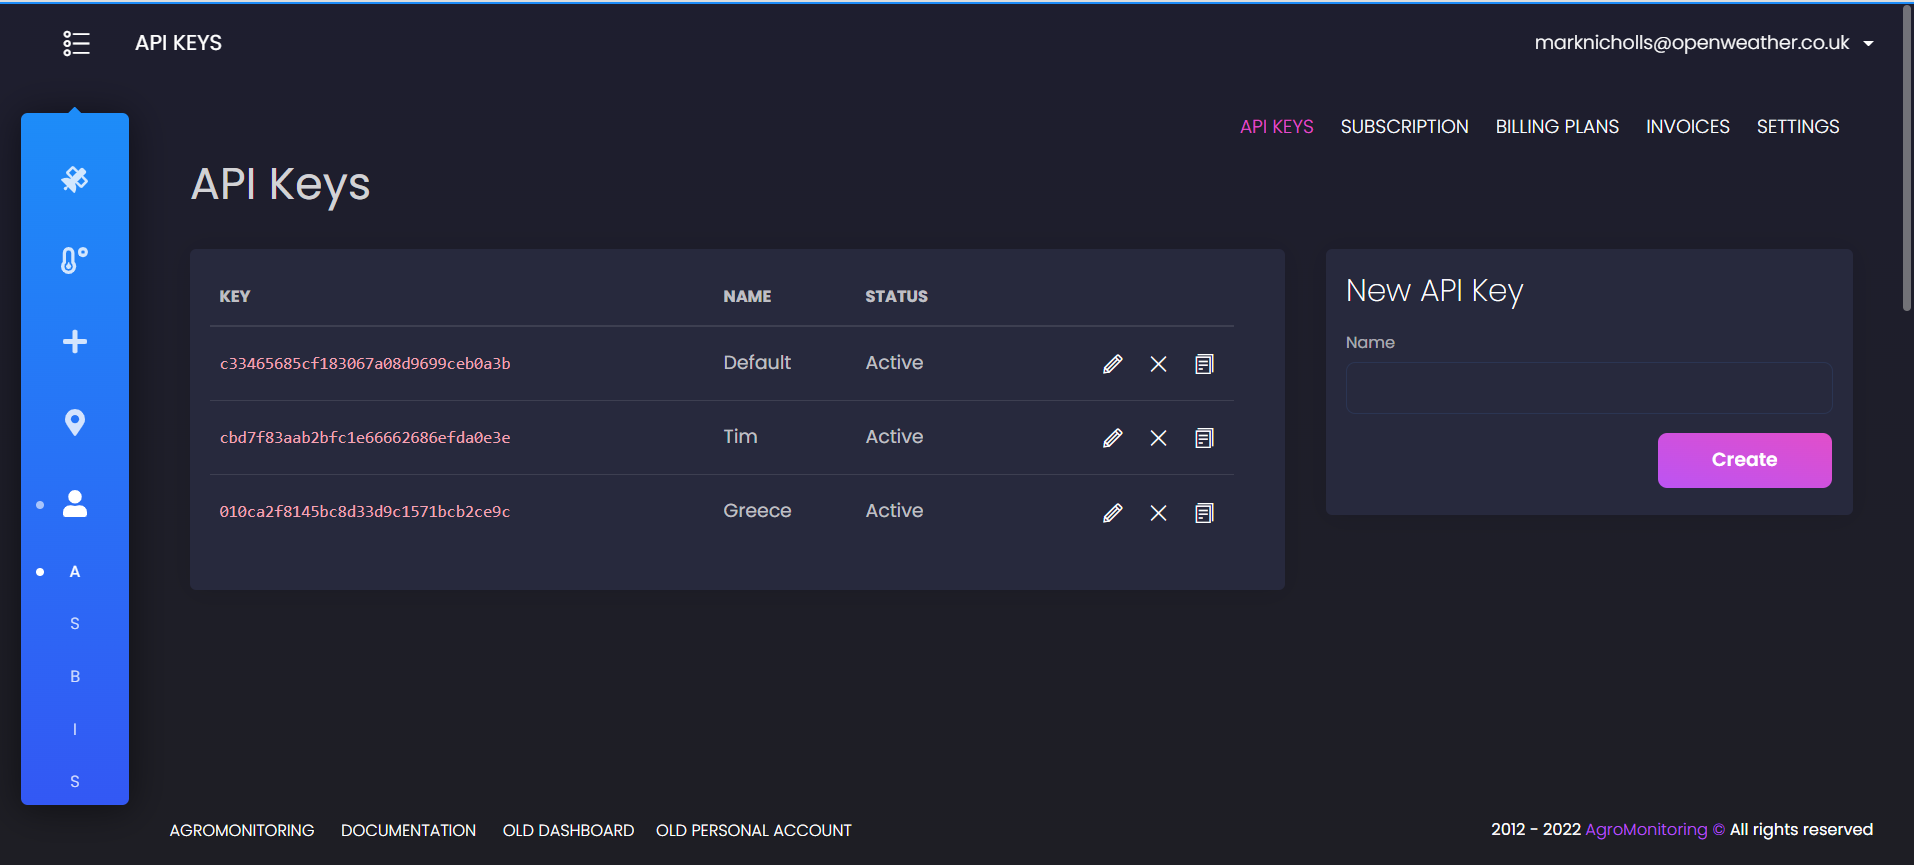 API KEYS
marknicholls@openweather.co.uk
API KEYS SUBSCRIPTION BILLING PLANS INVOICES SETTINGS
API Keys
KEY NAME STATUS
c33465685cf183067a08d9699ceb0a3b Default Active
cbd7f83aab2bfc1e66662686efda0e3e Tim Active
010ca2f8145bc8d33d9c1571bcb2ce9c Greece Active
New API Key
Name
Create
A
S
B
I
S
AGROMONITORING DOCUMENTATION OLD DASHBOARD OLD PERSONAL ACCOUNT
2012 - 2022 AgroMonitoring © All rights reserved